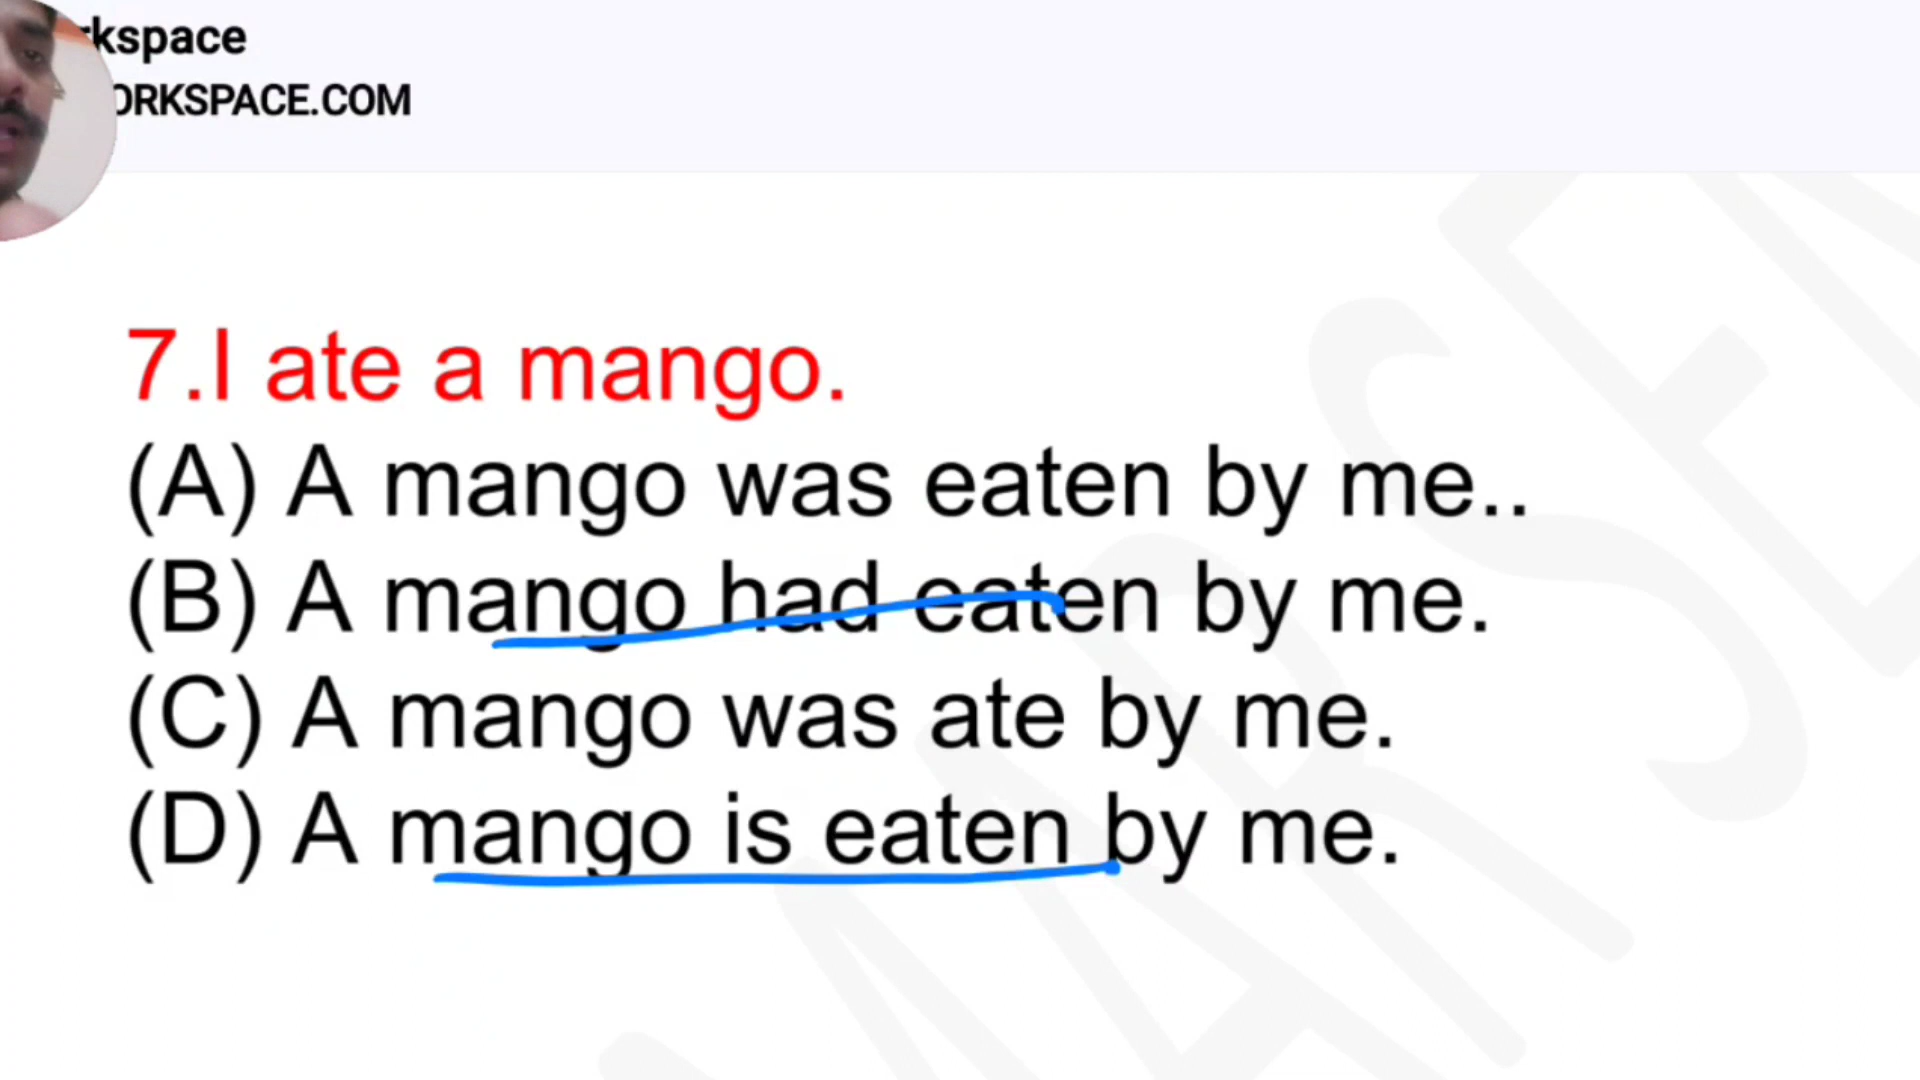 kspace
ORKSPACE.COM
7.I ate a mango.
(A) A mango was eaten by me..
(B) A mango had eaten by me.
(C) A mango was ate by me.
(D) A mango is eaten by me.